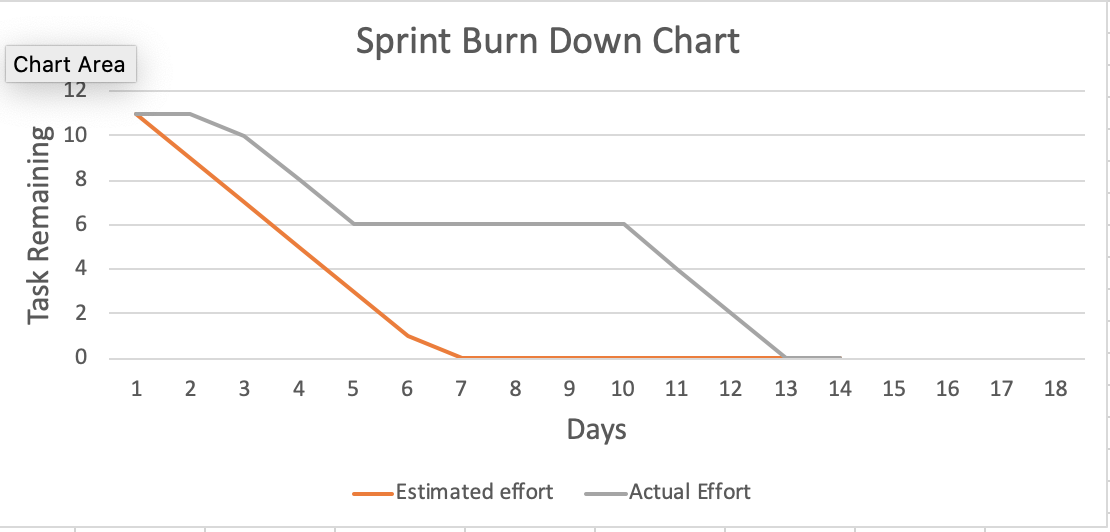 Sprint Burn Down Chart
Chart Area
12
10
8
6
4
2
0
Task Remaining
1 2 3 4 5 6 7 8 9 10 11 12 13 14 15 16 17 18
Days
Estimated effort Actual Effort